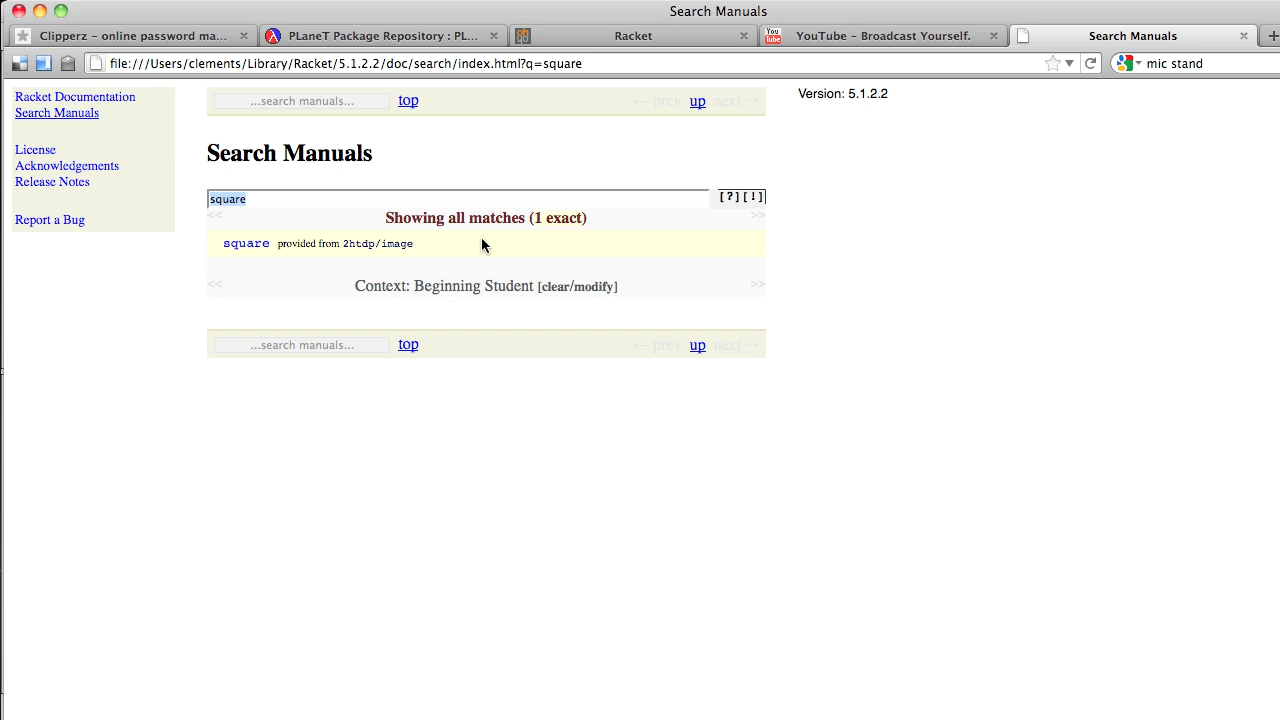 Search Manuals
Clipperz – online password ma...
PLaneT Package Repository : PL...
Racket
You Tube
YouTube – Broadcast Yourself.
Search Manuals
file:///Users/clements/Library/Racket/5.1.2.2/doc/search/index.html?q=square
mic stand
Racket Documentation
Search Manuals
License
Acknowledgements
Release Notes
Report a Bug
...search manuals... top ← prev up next →
Version: 5.1.2.2
Search Manuals
square [?][!]
<< Showing all matches (1 exact) >>
square provided from 2htdp/image
<< Context: Beginning Student [clear/modify] >>
...search manuals... top ← prev up next →